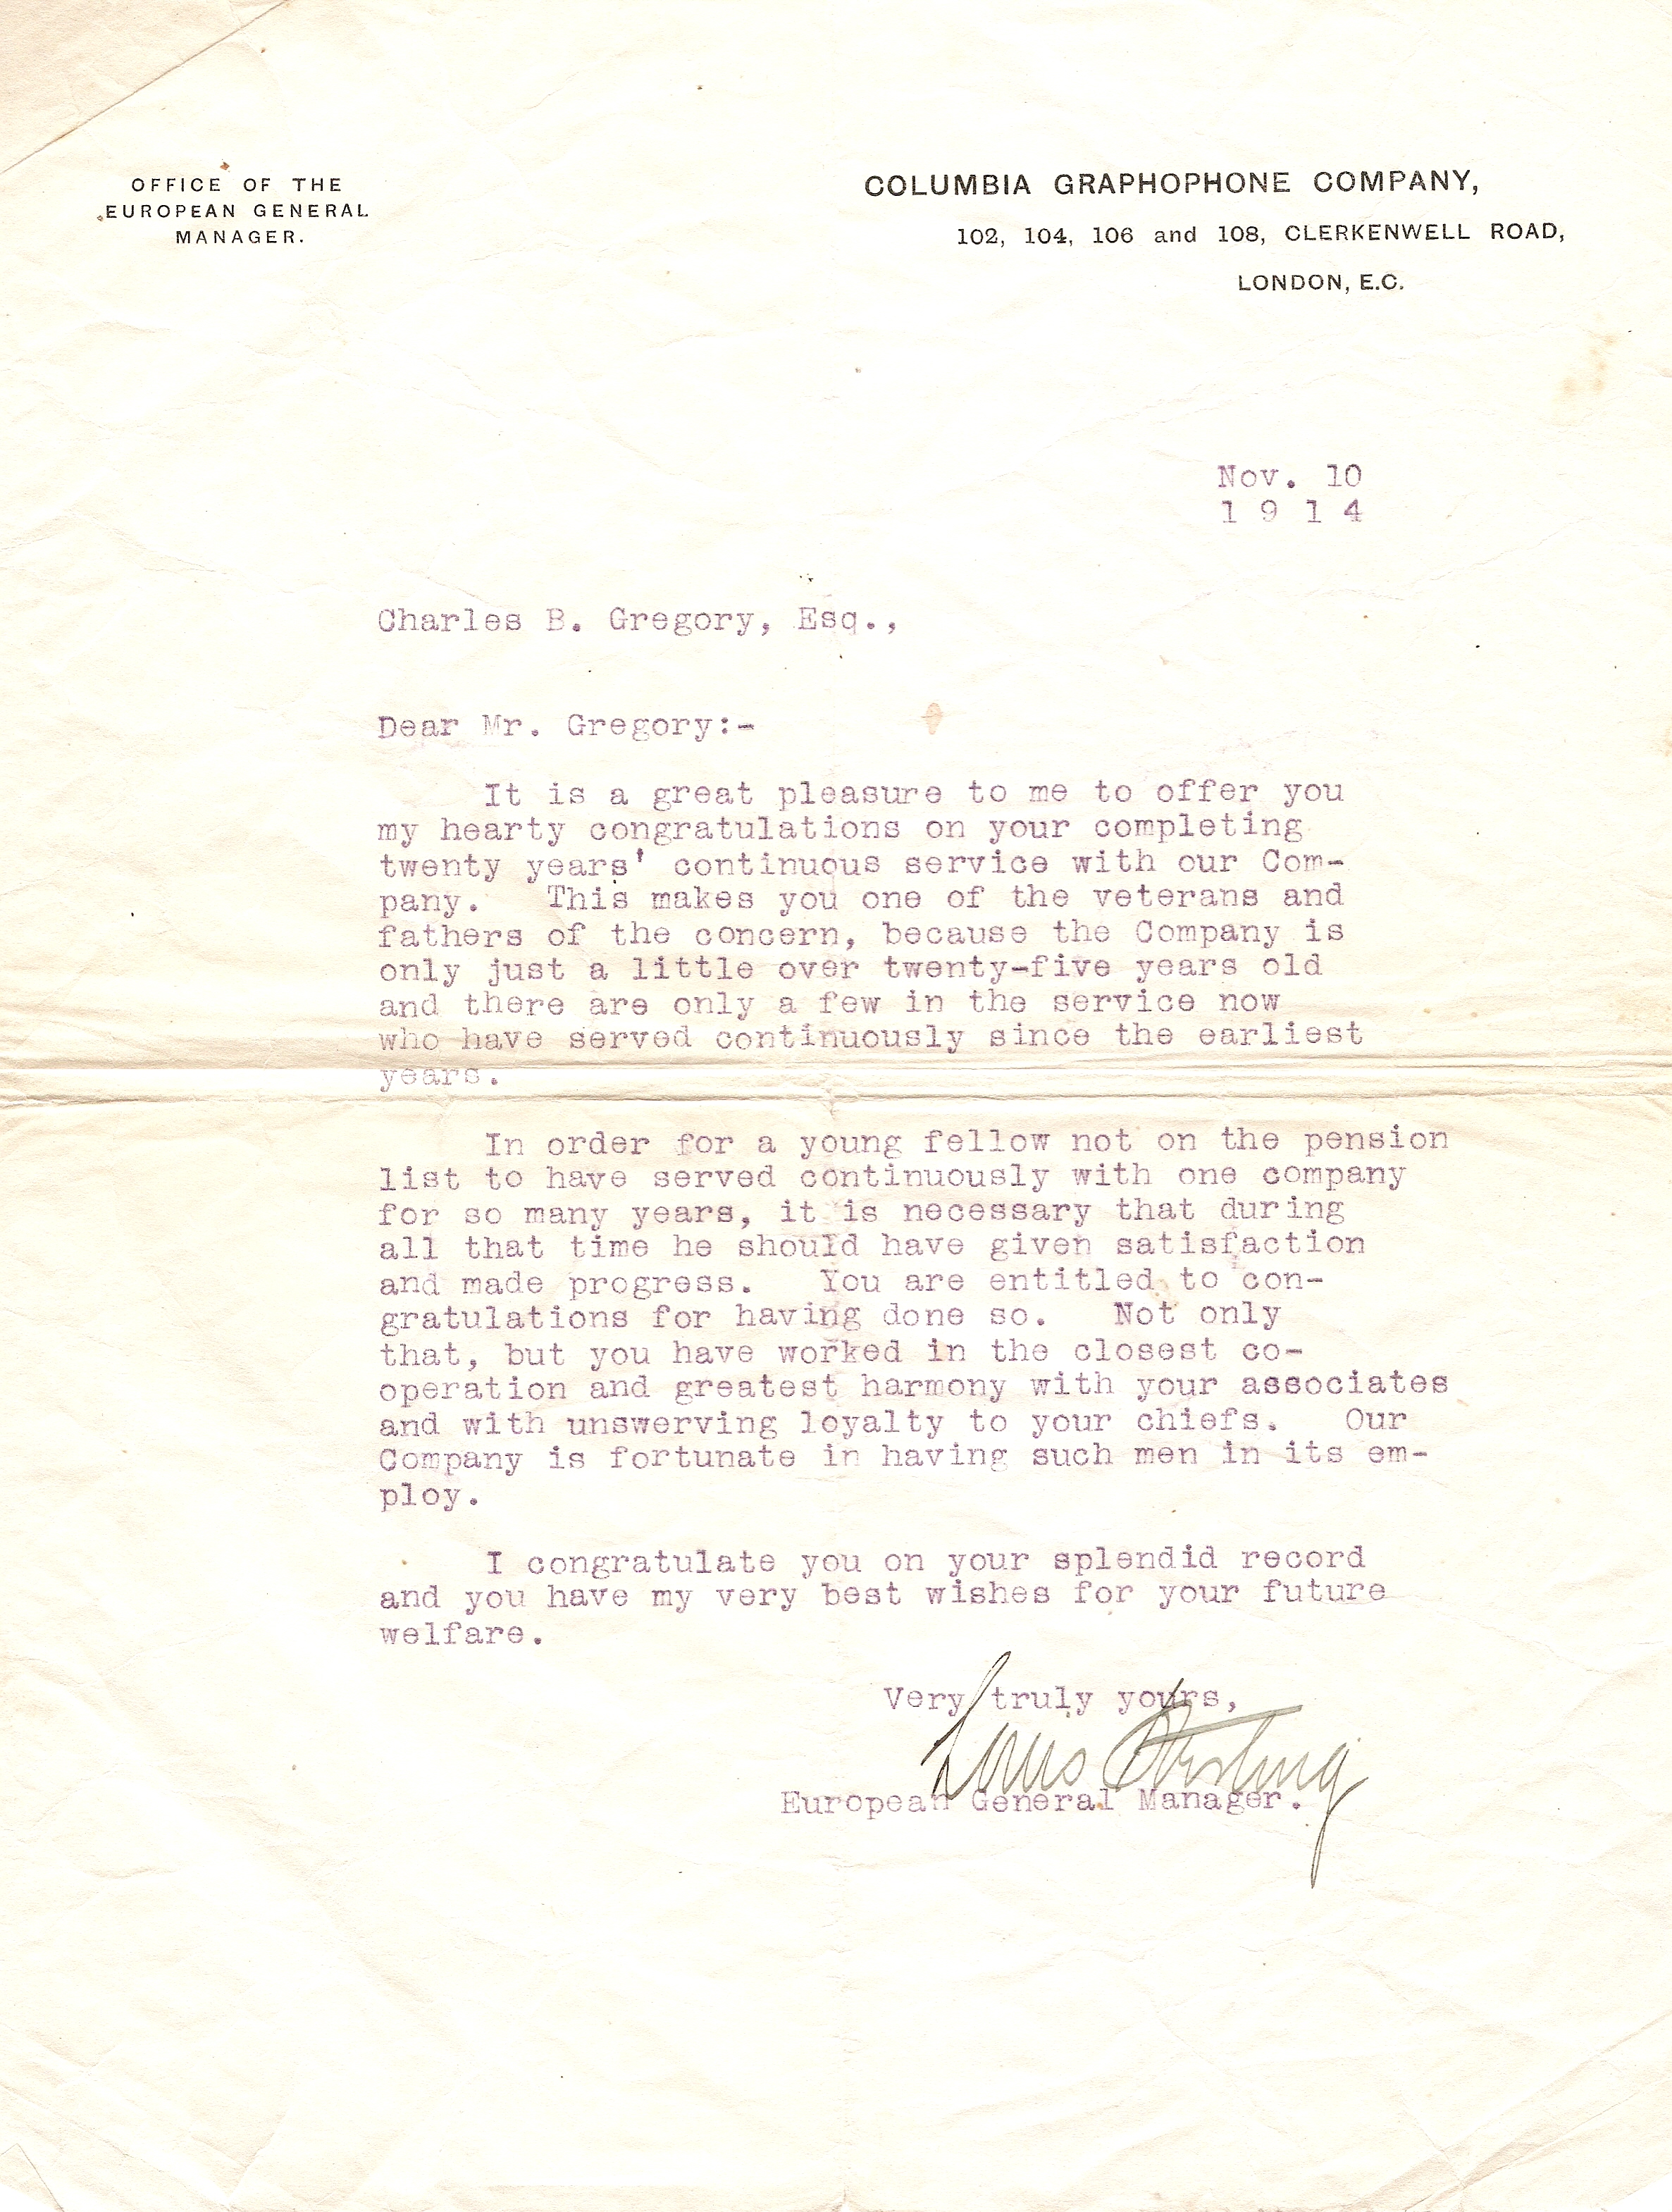 OFFICE OF THE
EUROPEAN GENERAL
MANAGER.
COLUMBIA GRAPHOPHONE COMPANY,
102, 104, 106 and 108, CLERKENWELL ROAD,
LONDON, E.C.
Nov. 10
1 9 1 4
Charles B. Gregory, Esq.,
Dear Mr. Gregory:-
It is a great pleasure to me to offer you
my hearty congratulations on your completing
twenty years' continuous service with our Com-
pany. This makes you one of the veterans and
fathers of the concern, because the Company is
only just a little over twenty-five years old
and there are only a few in the service now
who have served continuously since the earliest
years.
In order for a young fellow not on the pension
list to have served continuously with one company
for so many years, it is necessary that during
all that time he should have given satisfaction
and made progress. You are entitled to con-
gratulations for having done so. Not only
that, but you have worked in the closest co-
operation and greatest harmony with your associates
and with unswerving loyalty to your chiefs. Our
Company is fortunate in having such men in its em-
ploy.
I congratulate you on your splendid record
and you have my very best wishes for your future
welfare.
Very truly yours,
Louis Sterling
European General Manager.